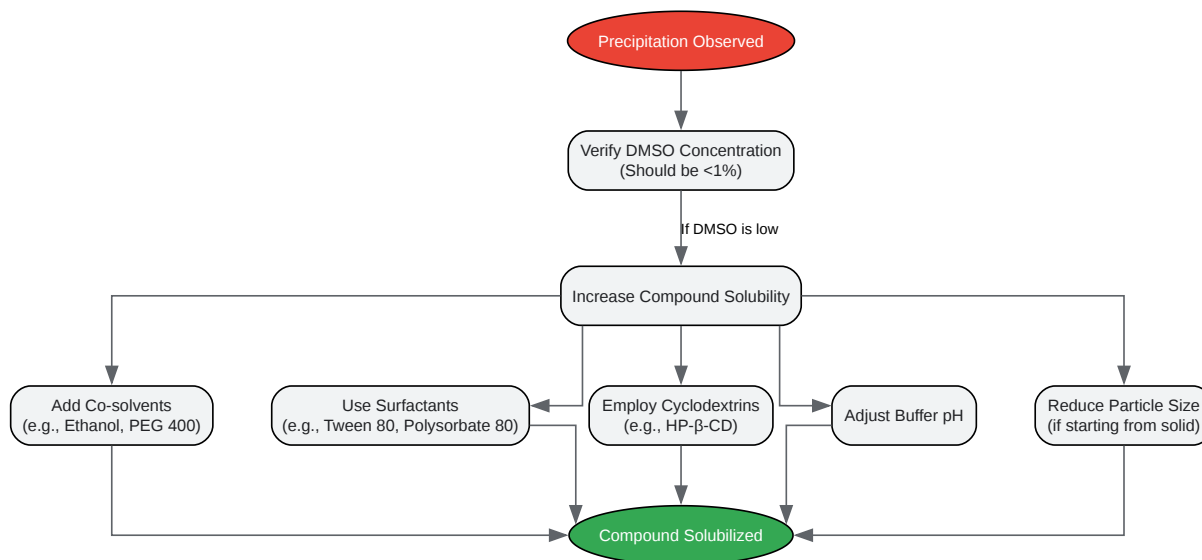 Precipitation Observed
Verify DMSO Concentration
(Should be <1%)
If DMSO is low
Increase Compound Solubility
Add Co-solvents
(e.g., Ethanol, PEG 400)
Use Surfactants
(e.g., Tween 80, Polysorbate 80)
Employ Cyclodextrins
(e.g., HP-β-CD)
Adjust Buffer pH
Reduce Particle Size
(if starting from solid)
Compound Solubilized